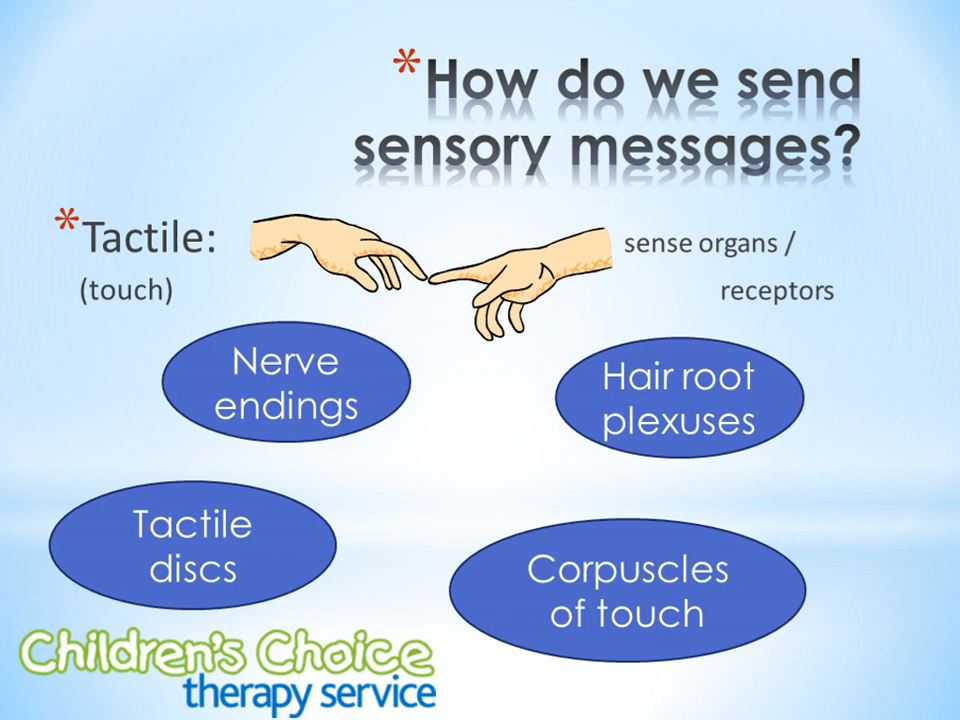 *How do we send
sensory messages?
*Tactile:
sense organs /
(touch)
receptors
Nerve
endings
Hair root
plexuses
Tactile
discs
Corpuscles
of touch
Children's Choice
therapy service